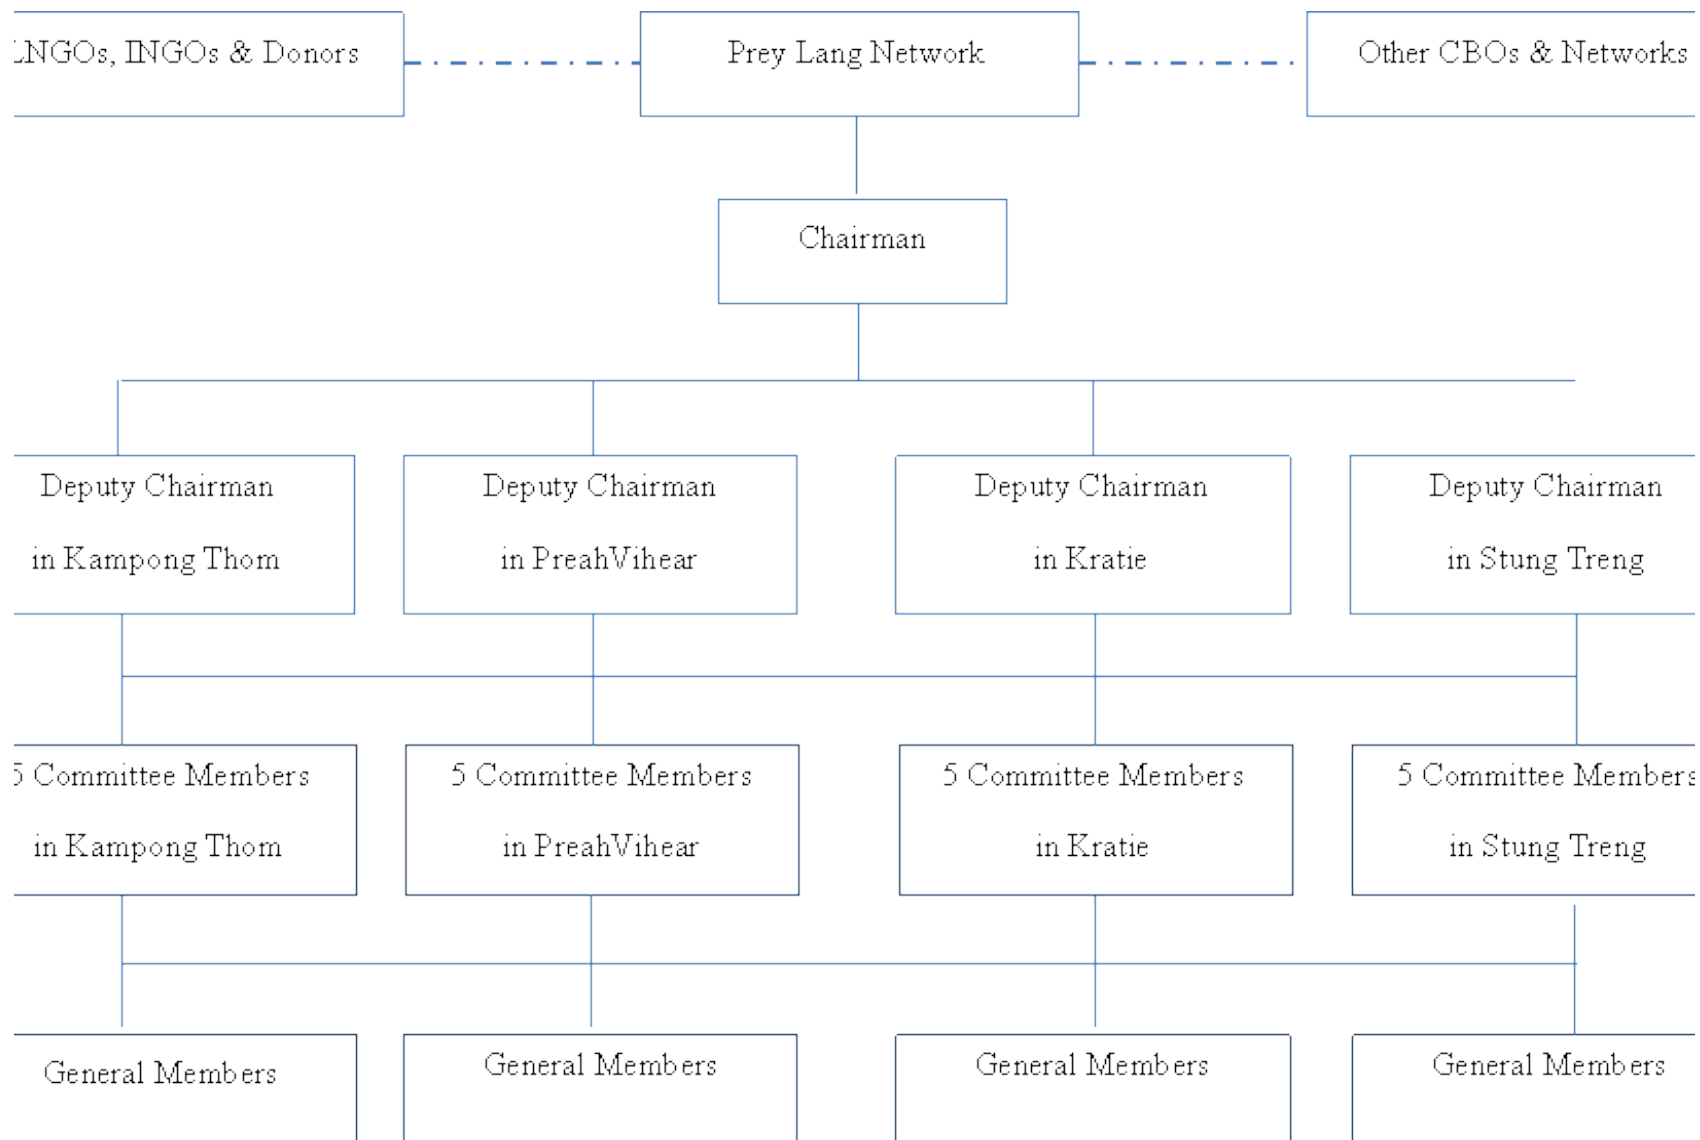 LNGOs, INGOs & Donors
Prey Lang Network
Other CBOs & Networks
Chairman
Deputy Chairman
in Kampong Thom
Deputy Chairman
in PreahVihear
Deputy Chairman
in Kratie
Deputy Chairman
in Stung Treng
5 Committee Members
in Kampong Thom
5 Committee Members
in PreahVihear
5 Committee Members
in Kratie
5 Committee Members
in Stung Treng
General Members
General Members
General Members
General Members